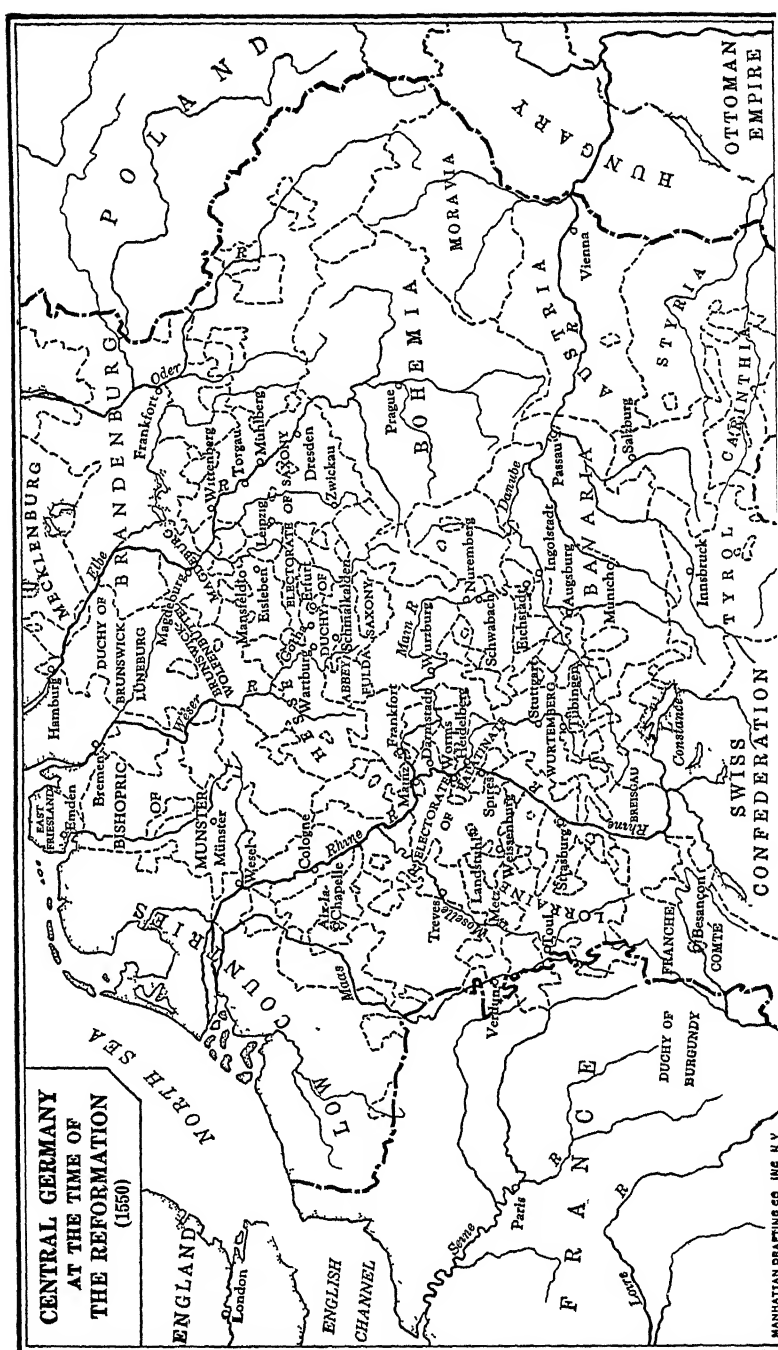 CENTRAL GERMANY
AT THE TIME OF
THE REFORMATION
(1550)
ENGLAND
London
ENGLISH
CHANNEL
NORTH SEA
LOW COUNTRIES
EAST
FRIESLAND
Emden
Hamburg
Bremen
MECKLENBURG
Elbe
DUCHY OF
BRUNSWICK
LÜNEBURG
BRANDENBURG
POLAND
Frankfort
Oder
R
BISHOPRIC
OF
MUNSTER
Münster
Weser
R
Magdeburg
MAGDEBURG
BRUNSWICK
WOLFENBUTTEL
Wittenberg
R
Torgau
Mühlberg
Wesel
Cologne
Rhine
R
Aix-la-
Chapelle
Maas
HESSE
Mansfeld
Eisleben
Leipzig
ELECTORATE OF SAXONY
Dresden
Zwickau
Gotha
Erfurt
Wartburg
DUCHY OF
SAXONY
Schmalkalden
ABBEY
FULDA
Prague
BOHEMIA
MORAVIA
HUNGARY
OTTOMAN
EMPIRE
Frankfort
Mainz
Darmstadt
Worms
Heidelberg
ELECTORATE
OF
PALATINATE
Spires
Main R
Wurzburg
Nuremberg
Schwabach
Eichstädt
Ingolstadt
Danube
Passau
AUSTRIA
R
Vienna
AUSTRIA
STYRIA
CARINTHIA
Treves
Moselle
Landstuhl
Weissenburg
Metz
LORRAINE
Strasburg
R
Toul
Verdun
Stuttgart
WURTEMBERG
Tübingen
Augsburg
BAVARIA
Munich
Salzburg
Innsbruck
TYROL
BREISGAU
Rhine
L.
Constance
SWISS
CONFEDERATION
FRANCHE
COMTE
Besançon
DUCHY OF
BURGUNDY
FRANCE
Seine
R
Paris
Loire
R
MANHATTAN DRAFTING CO. INC. N.Y.